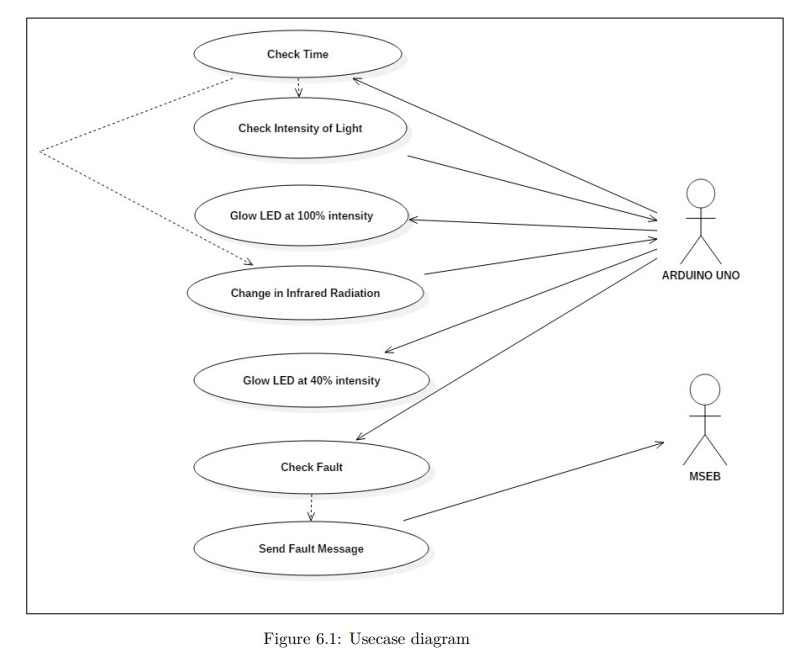 Check Time
Check Intensity of Light
Glow LED at 100% intensity
ARDUINO UNO
Change in Infrared Radiation
Glow LED at 40% intensity
Check Fault
MSEB
Send Fault Message
Figure 6.1: Usecase diagram